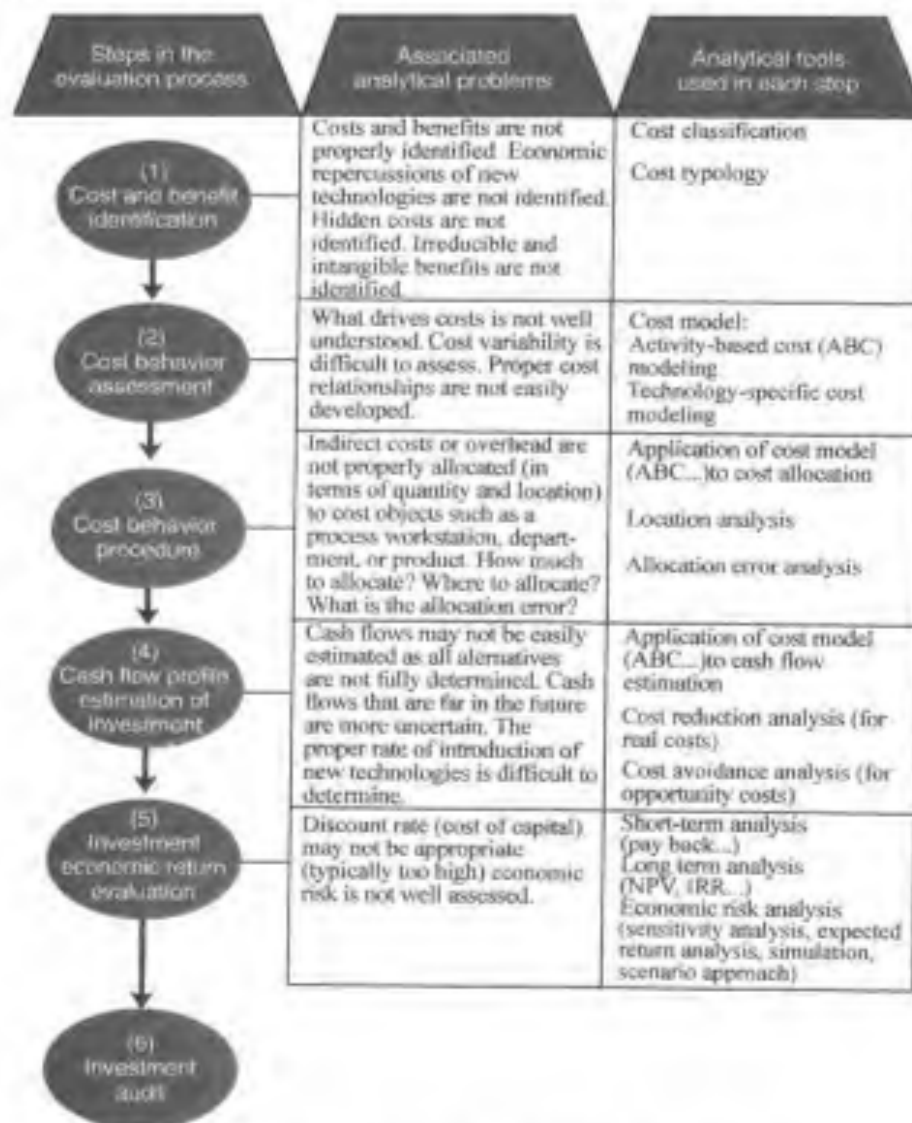 Steps in the
evaluation process
Associated
analytical problems
Analytical tools
used in each step
(1)
Cost and benefit
identification
Costs and benefits are not
properly identified. Economic
repercussions of new
technologies are not identified.
Hidden costs are not
identified. Irreducible and
intangible benefits are not
identified.
Cost classification
Cost typology
(2)
Cost behavior
assessment
What drives costs is not well
understood. Cost variability is
difficult to assess. Proper cost
relationships are not easily
developed.
Cost model:
Activity-based cost (ABC)
modeling
Technology-specific cost
modeling
(3)
Cost behavior
procedure
Indirect costs or overhead are
not properly allocated (in
terms of quantity and location)
to cost objects such as a
process workstation, depart-
ment, or product. How much
to allocate? Where to allocate?
What is the allocation error?
Application of cost model
(ABC...)to cost allocation
Location analysis
Allocation error analysis
(4)
Cash flow profile
estimation of
investment
Cash flows may not be easily
estimated as all alernatives
are not fully determined. Cash
flows that are far in the future
are more uncertain. The
proper rate of introduction of
new technologies is difficult to
determine.
Application of cost model
(ABC...)to cash flow
estimation
Cost reduction analysis (for
real costs)
Cost avoidance analysis (for
opportunity costs)
(5)
Investment
economic return
evaluation
Discount rate (cost of capital)
may not be appropriate
(typically too high) economic
risk is not well assessed.
Short-term analysis
(pay back...)
Long term analysis
(NPV, IRR...)
Economic risk analysis
(sensitivity analysis, expected
return analysis, simulation,
scenario approach)
(6)
Investment
audit